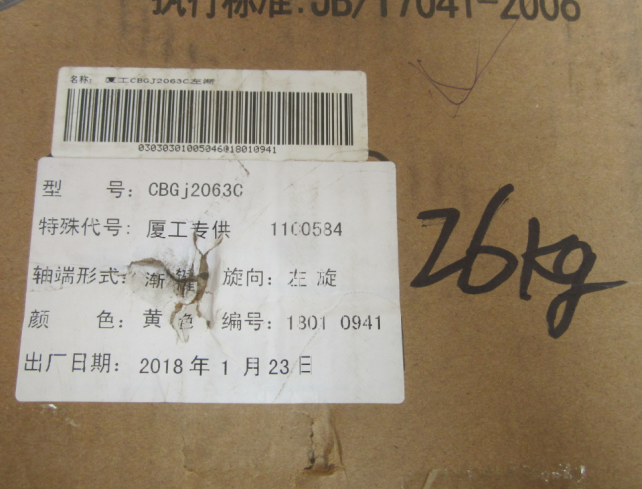 执行标准:JB/T7041-2006
名称: 厦工CBGJ2063C左渐
03030301005046018010941
型 号: CBGj2063C
特殊代号: 厦工专供 1100584
轴端形式: 渐 旋向: 左 旋
颜 色: 黄 色 编号: 1801 0941
出厂日期: 2018 年 1 月 23 日
26kg